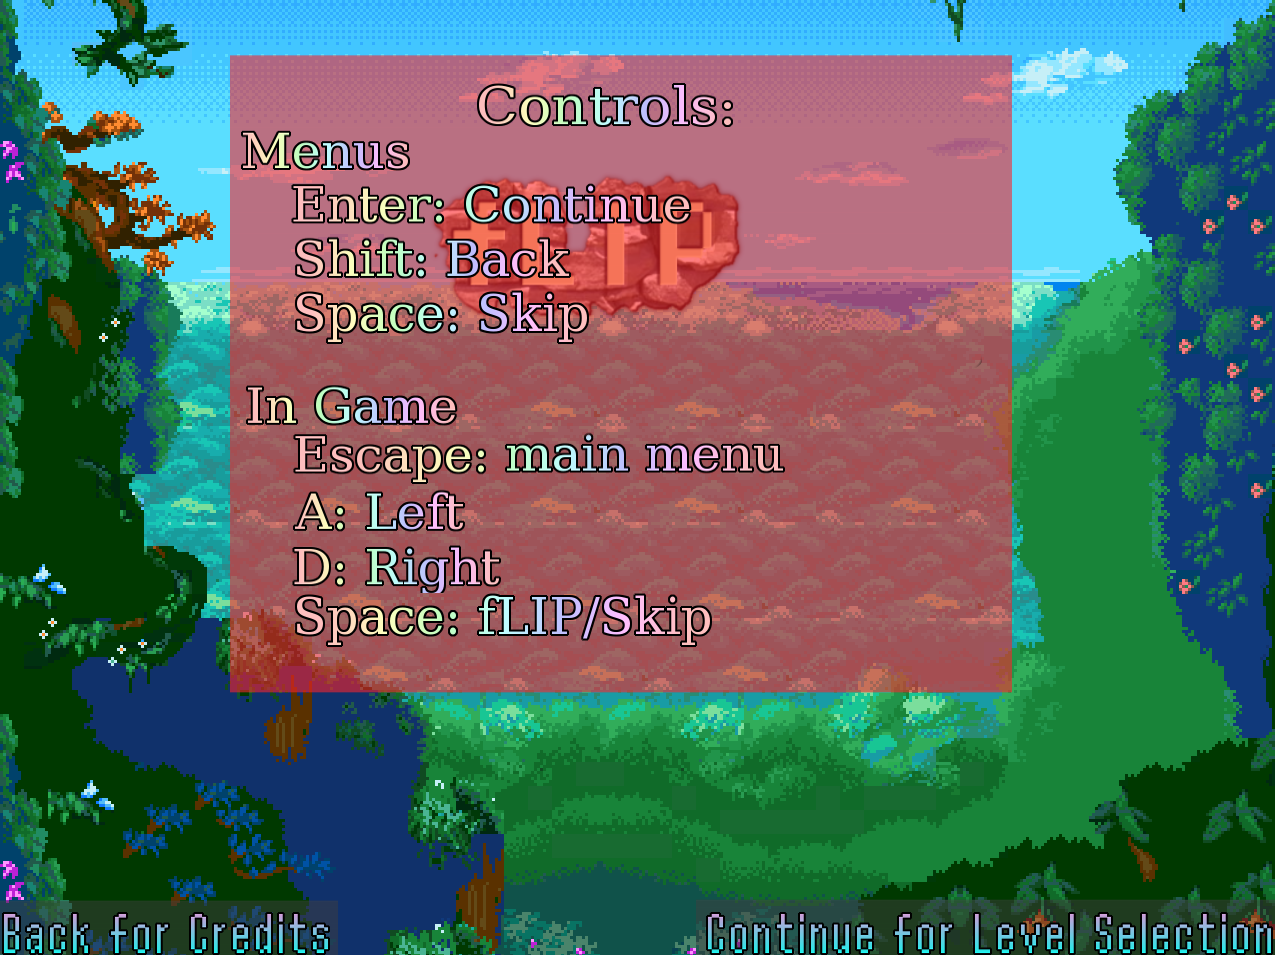 Controls:
Menus
Enter: Continue
Shift: Back
Space: Skip
fLIP
In Game
Escape: main menu
A: Left
D: Right
Space: fLIP/Skip
Back for Credits
Continue for Level Selection